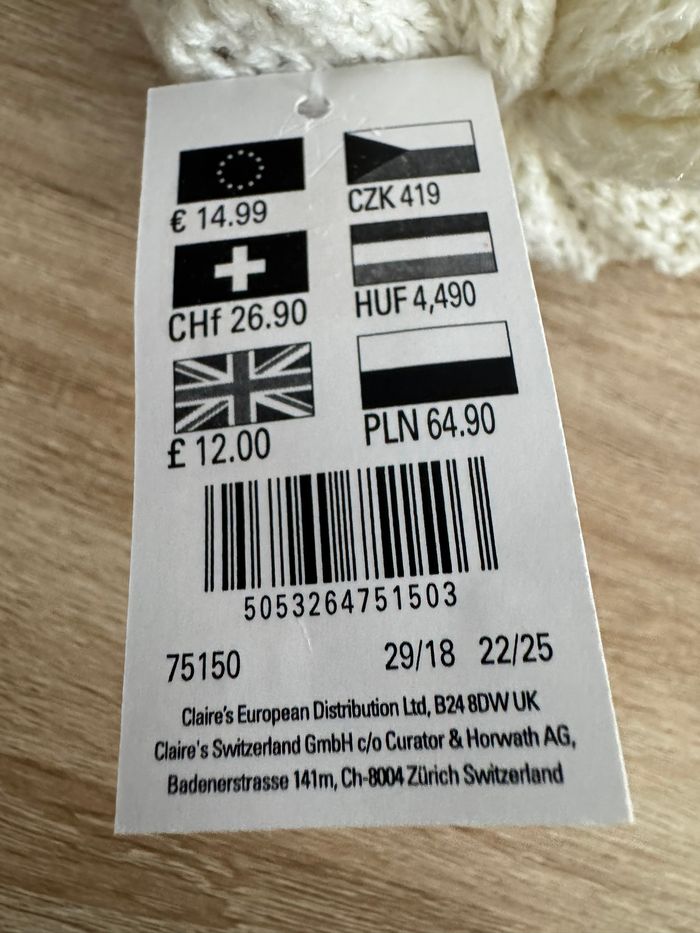 € 14.99
CZK 419
CHf 26.90
HUF 4,490
£ 12.00
PLN 64.90
5053264751503
75150 29/18 22/25
Claire's European Distribution Ltd, B24 8DW UK
Claire's Switzerland GmbH c/o Curator & Horwath AG,
Badenerstrasse 141m, Ch-8004 Zürich Switzerland